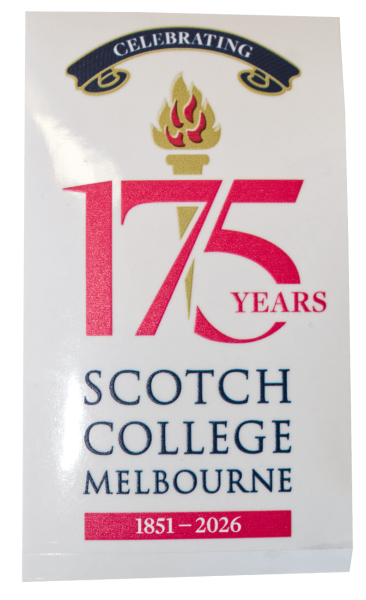 CELEBRATING
175
YEARS
SCOTCH
COLLEGE
MELBOURNE
1851–2026